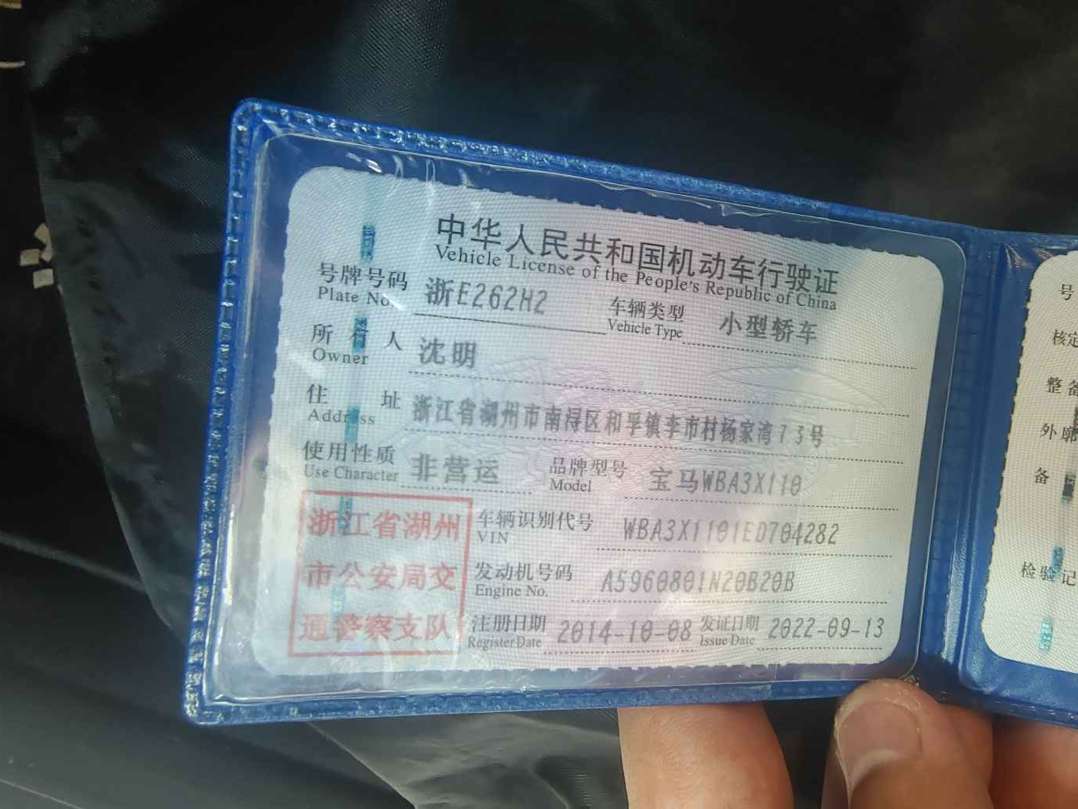 中华人民共和国机动车行驶证
Vehicle License of the People's Republic of China
号牌号码 浙E262H2 车辆类型 小型轿车
Plate No. Vehicle Type
所有人 沈明
Owner
住址 浙江省湖州市南浔区和孚镇李市村杨家湾73号
Address
使用性质 非营运 品牌型号 宝马WBA3X110
Use Character Model
浙江省湖州 车辆识别代号 WBA3X1101ED704282
VIN
市公安局交 发动机号码 A5960801N20B20B
Engine No.
通警察支队 注册日期 2014-10-08 发证日期 2022-09-13
Register Date Issue Date
号
核定
整备
外廓
备
检验记